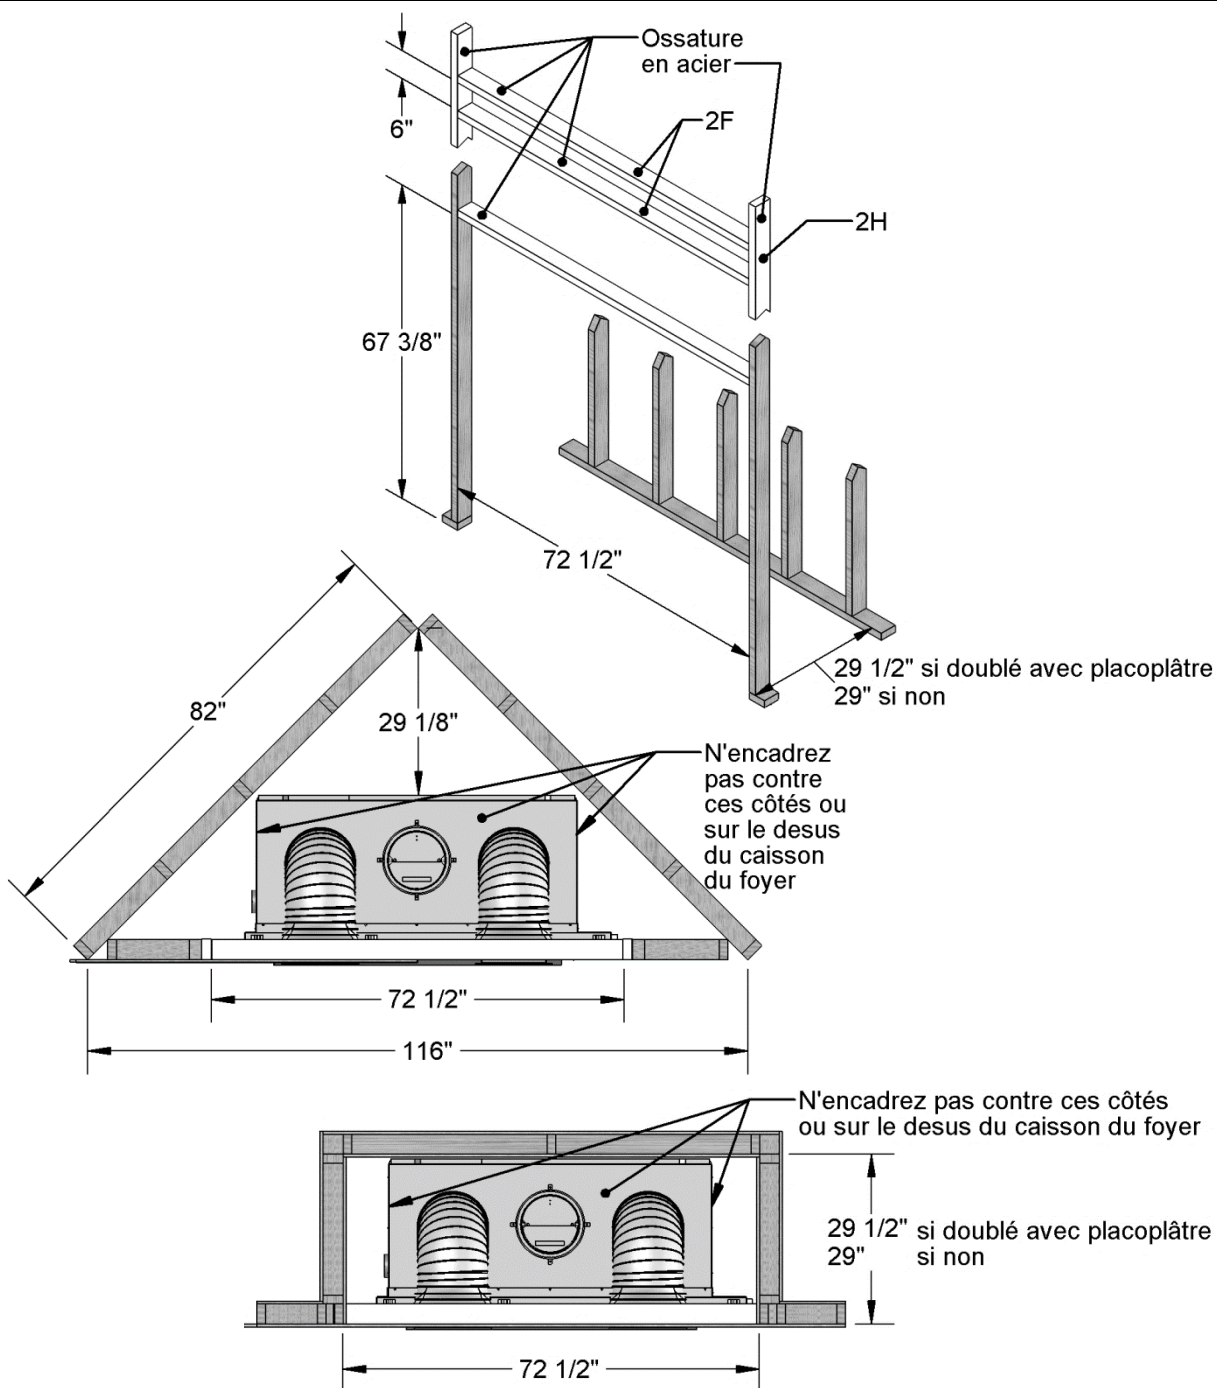 Ossature
en acier
6"
2F
2H
67 3/8"
72 1/2"
29 1/2" si doublé avec placoplâtre
29" si non
82"
29 1/8"
N'encadrez
pas contre
ces côtés ou
sur le desus
du caisson
du foyer
72 1/2"
116"
N'encadrez pas contre ces côtés
ou sur le desus du caisson du foyer
29 1/2" si doublé avec placoplâtre
29" si non
72 1/2"